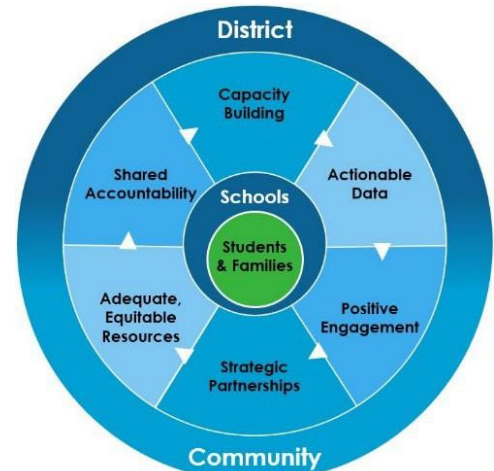 District
Capacity
Building
Actionable
Data
Positive
Engagement
Strategic
Partnerships
Adequate,
Equitable
Resources
Shared
Accountability
Schools
Students
& Families
Community